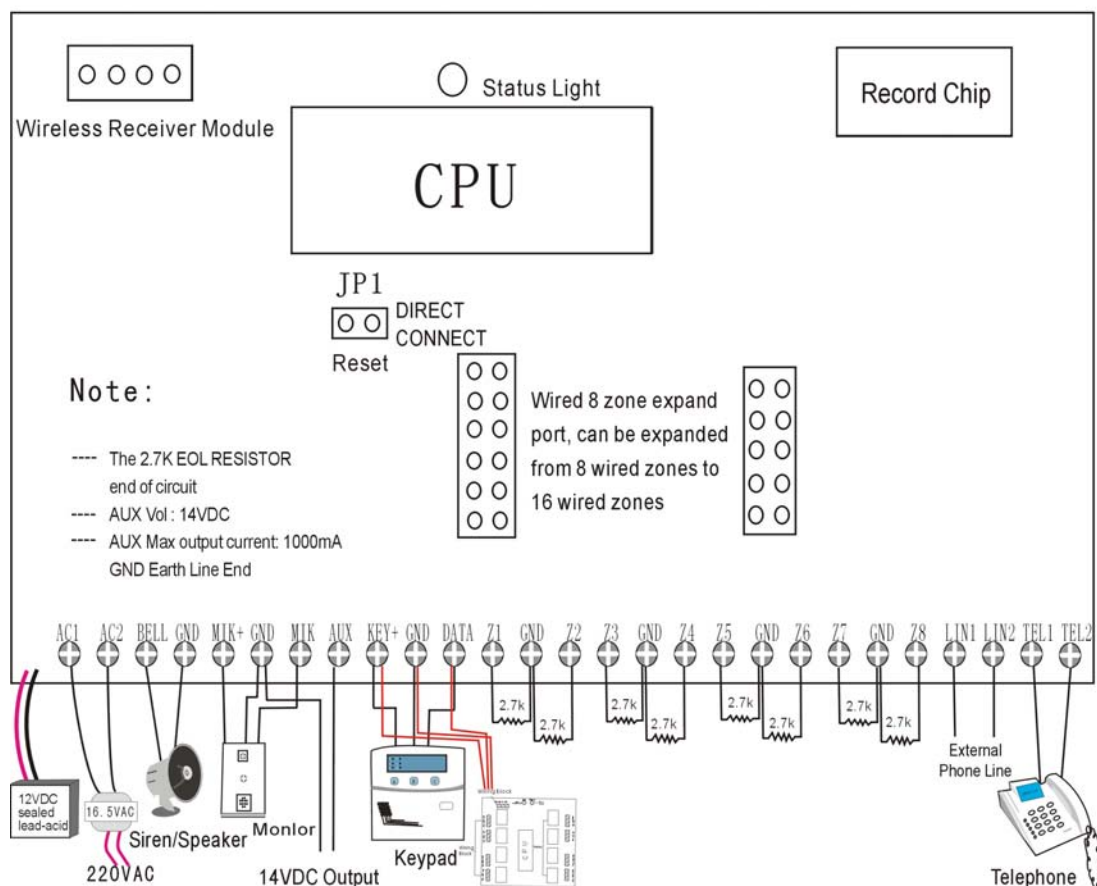 Status Light
Record Chip
Wireless Receiver Module
CPU
JP1
DIRECT
CONNECT
Reset
Note:
---- The 2.7K EOL RESISTOR
end of circuit
---- AUX Vol : 14VDC
---- AUX Max output current: 1000mA
GND Earth Line End
Wired 8 zone expand
port, can be expanded
from 8 wired zones to
16 wired zones
AC1 AC2 BELL GND MIK+ GND MIK AUX KEY+ GND DATA Z1 GND Z2 Z3 GND Z4 Z5 GND Z6 Z7 GND Z8 LIN1 LIN2 TEL1 TEL2
2.7k 2.7k 2.7k 2.7k
2.7k 2.7k 2.7k 2.7k
12VDC
sealed
lead-acid
16.5VAC
220VAC
Siren/Speaker
Monlor
14VDC Output
Keypad
CPU
External
Phone Line
Telephone